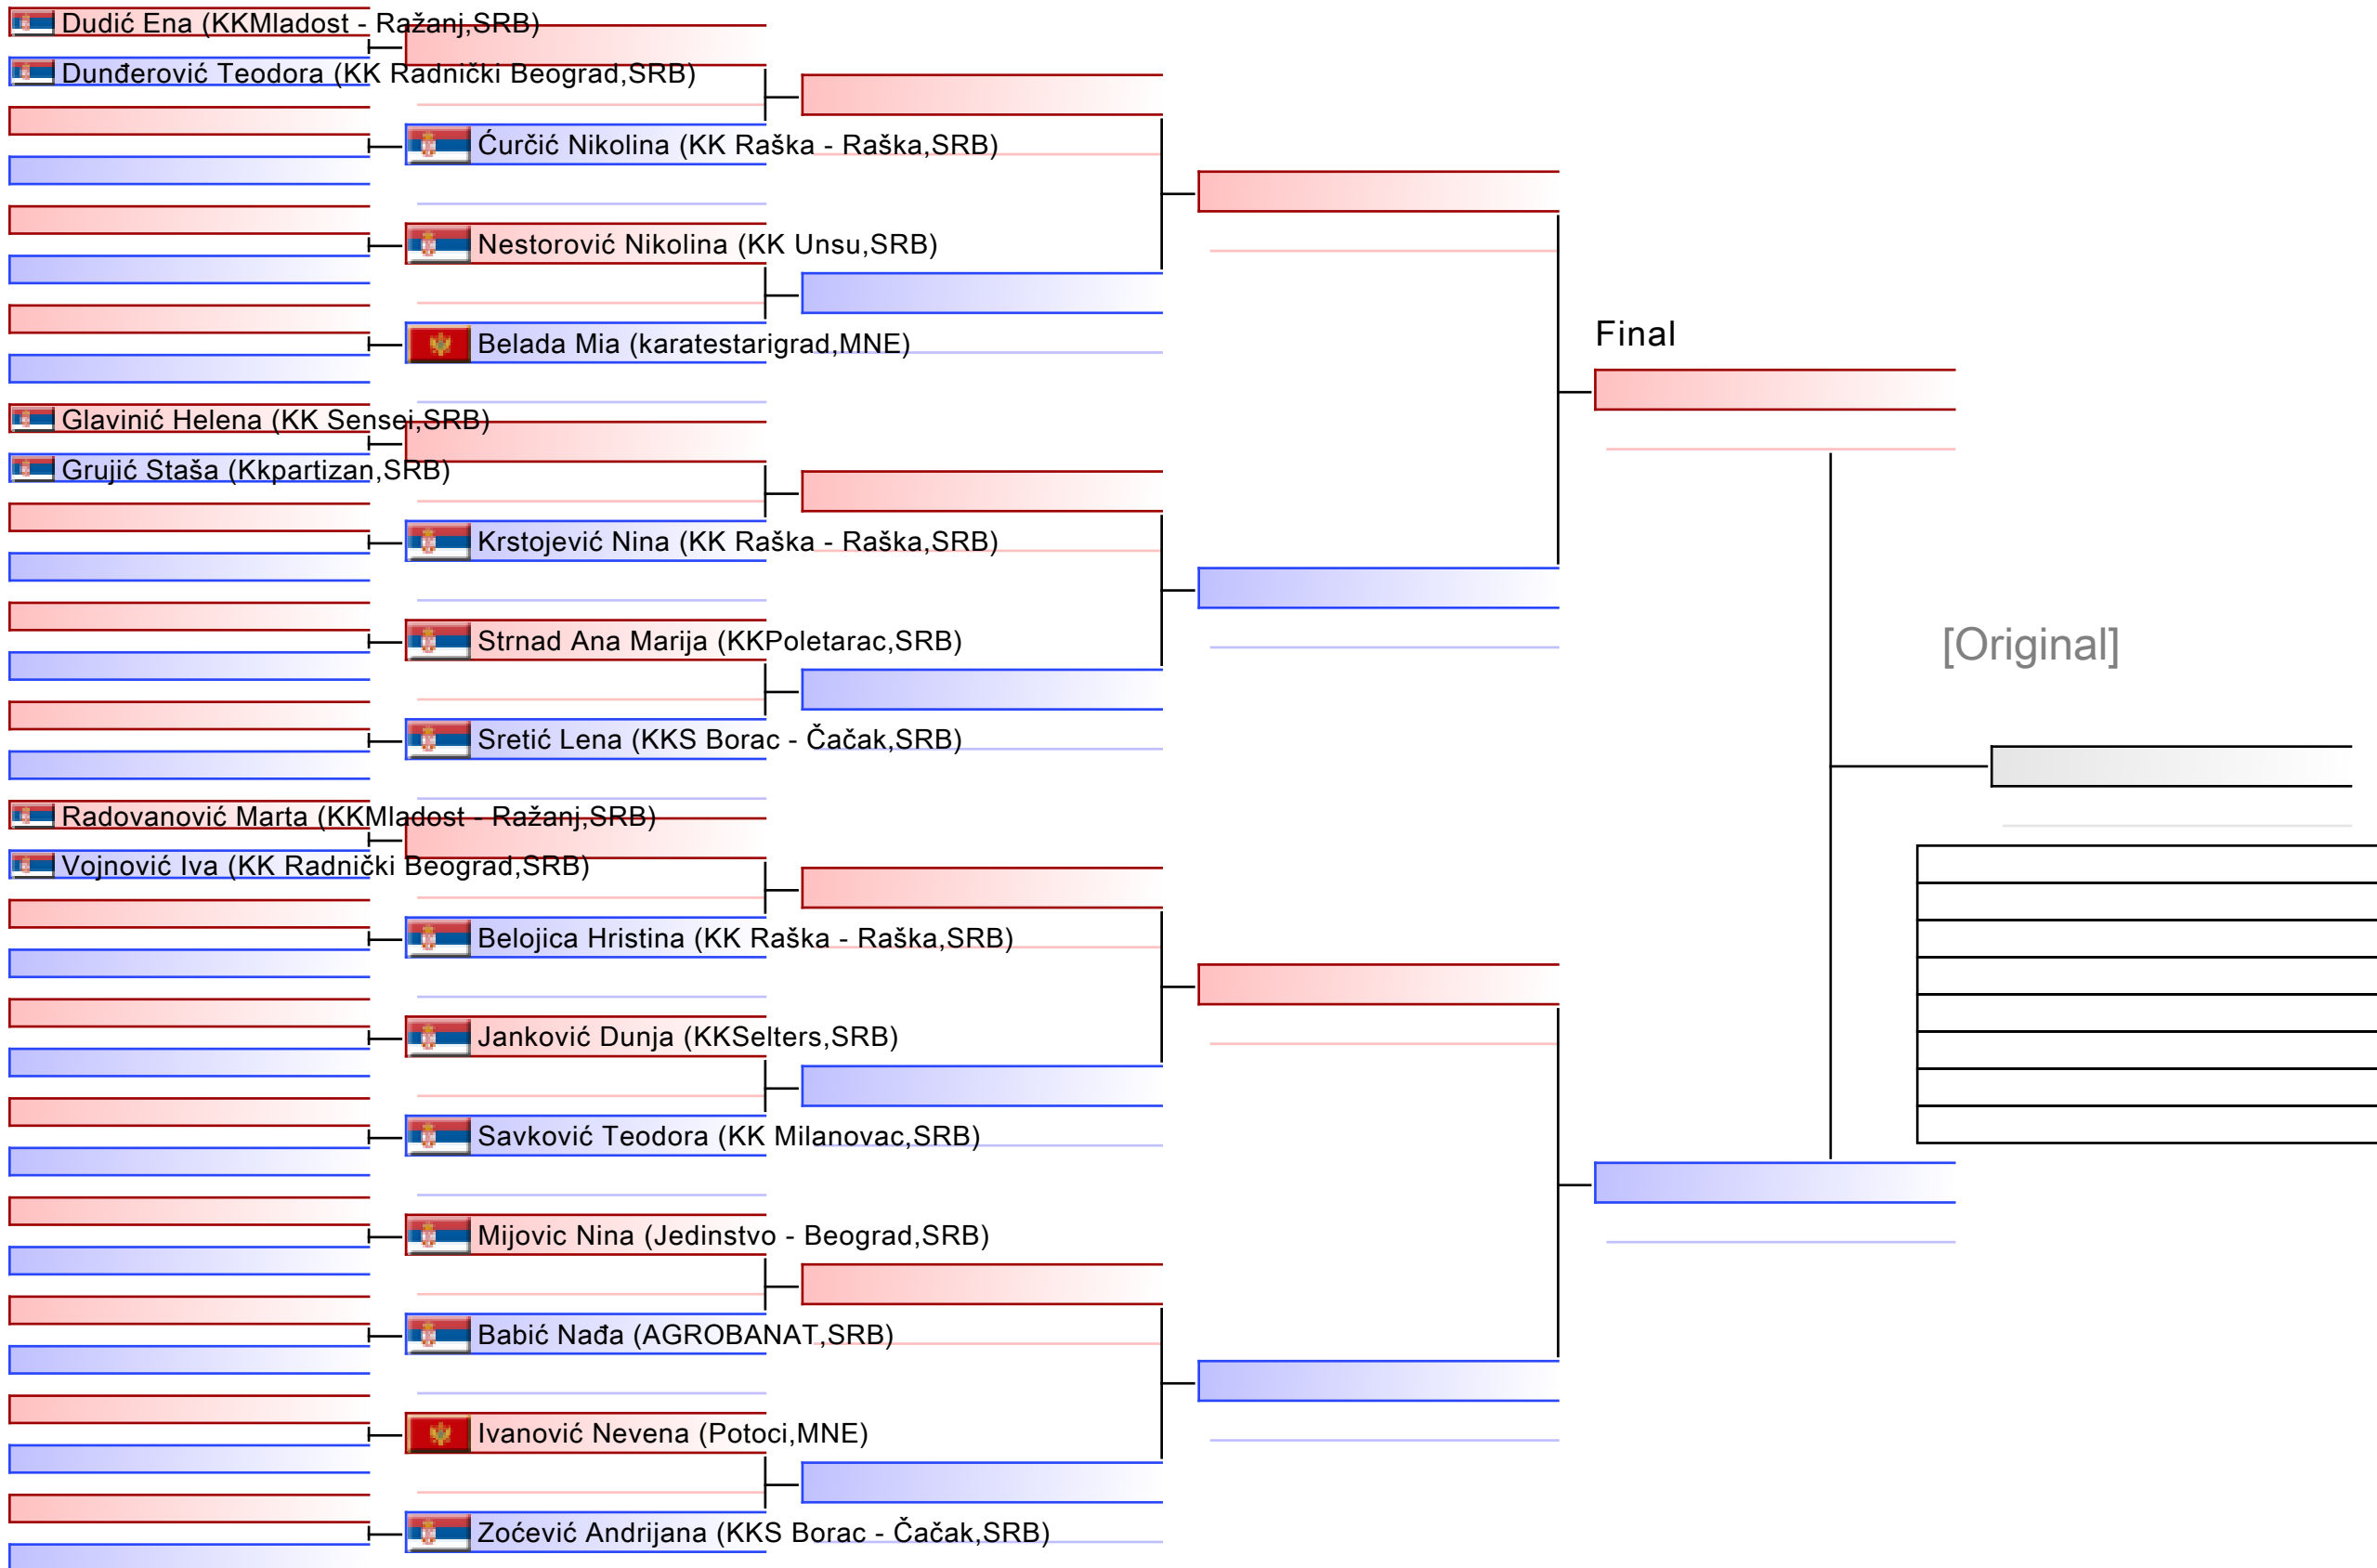 Dudić Ena (KKMladost - Ražanj,SRB)
Dunđerović Teodora (KK Radnički Beograd,SRB)
Ćurčić Nikolina (KK Raška - Raška,SRB)
Nestorović Nikolina (KK Unsu,SRB)
Belada Mia (karatestarigrad,MNE)
Final
Glavinić Helena (KK Sensei,SRB)
Grujić Staša (Kkpartizan,SRB)
Krstojević Nina (KK Raška - Raška,SRB)
Strnad Ana Marija (KKPoletarac,SRB)
[Original]
Sretić Lena (KKS Borac - Čačak,SRB)
Radovanović Marta (KKMladost - Ražanj,SRB)
Vojnović Iva (KK Radnički Beograd,SRB)
Belojica Hristina (KK Raška - Raška,SRB)
Janković Dunja (KKSelters,SRB)
Savković Teodora (KK Milanovac,SRB)
Mijovic Nina (Jedinstvo - Beograd,SRB)
Babić Nađa (AGROBANAT,SRB)
Ivanović Nevena (Potoci,MNE)
Zoćević Andrijana (KKS Borac - Čačak,SRB)